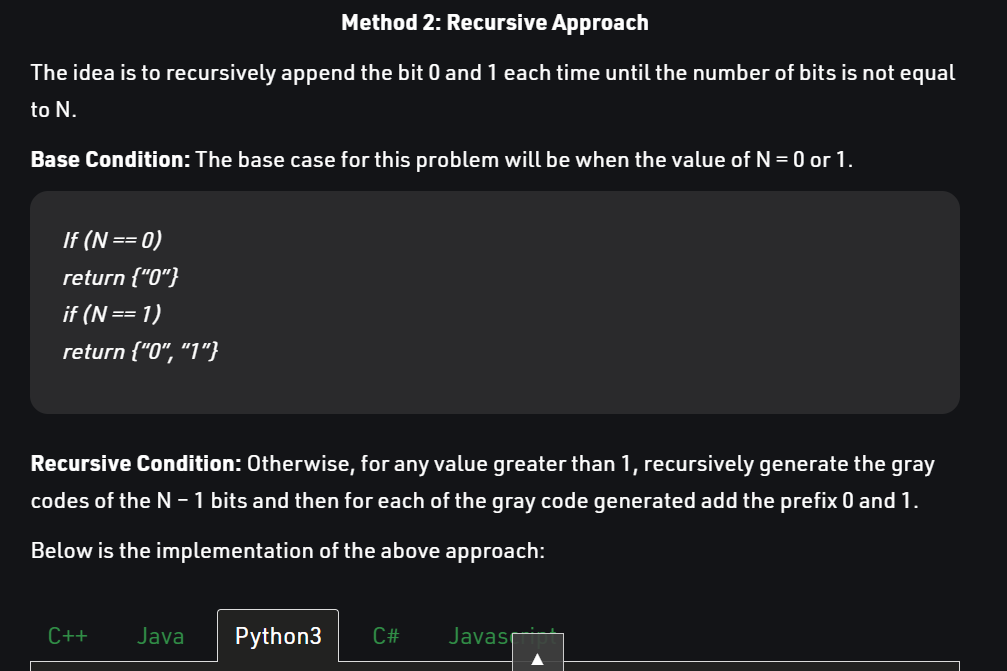 Method 2: Recursive Approach
The idea is to recursively append the bit 0 and 1 each time until the number of bits is not equal
to N.
Base Condition: The base case for this problem will be when the value of N = 0 or 1.
If (N == 0)
return {“0”}
if (N == 1)
return {“0”, “1”}
Recursive Condition: Otherwise, for any value greater than 1, recursively generate the gray
codes of the N – 1 bits and then for each of the gray code generated add the prefix 0 and 1.
Below is the implementation of the above approach:
C++ Java Python3 C# Javascript